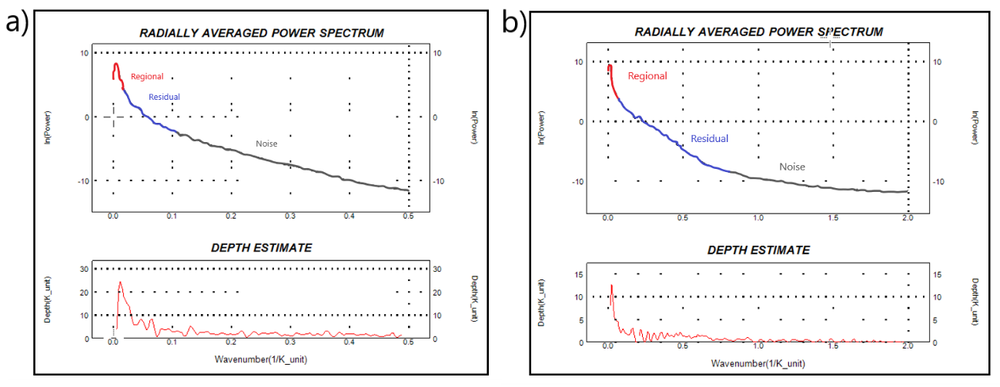 a)
RADIALLY AVERAGED POWER SPECTRUM
10 10
Regional
Residual
0 0
ln(Power) ln(Power)
Noise
-10 -10
0.0 0.1 0.2 0.3 0.4 0.5
DEPTH ESTIMATE
30 30
20 20
Depth(K_unit) Depth(K_unit)
10 10
0 0
0.0 0.1 0.2 0.3 0.4 0.5
Wavenumber(1/K_unit)
b)
RADIALLY AVERAGED POWER SPECTRUM
10 10
Regional
0 0
ln(Power) ln(Power)
Residual
Noise
-10 -10
0.0 0.5 1.0 1.5 2.0
DEPTH ESTIMATE
15 15
10 10
Depth(K_unit) Depth(K_unit)
5 5
0 0
0.0 0.5 1.0 1.5 2.0
Wavenumber(1/K_unit)